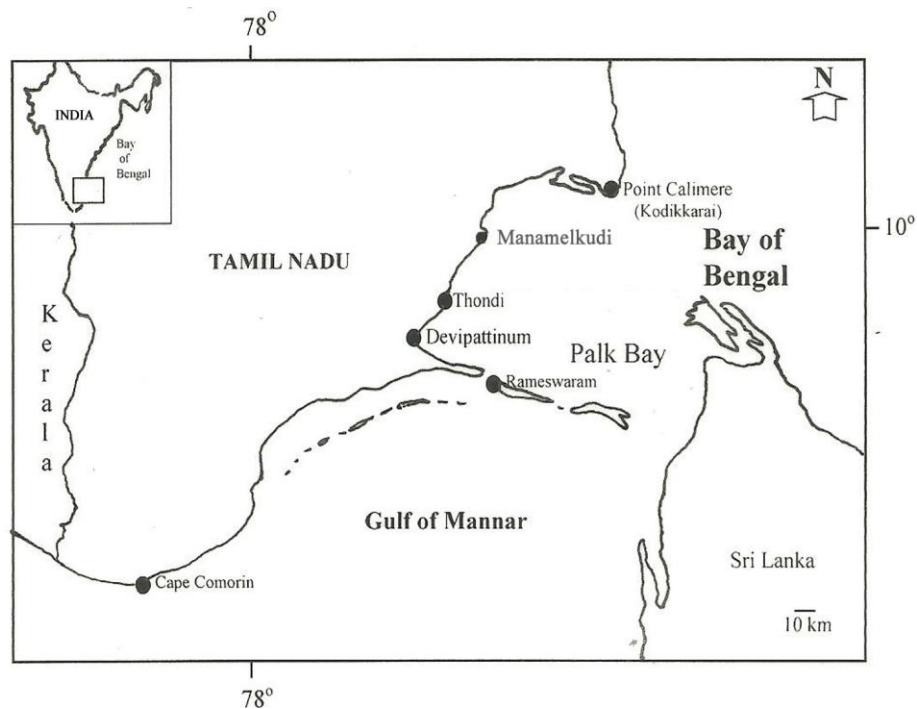 78°
INDIA
Bay
of
Bengal
N
Point Calimere
(Kodikkarai)
10°
Manamelkudi
Bay of
Bengal
TAMIL NADU
Thondi
Devipattinum
Palk Bay
Rameswaram
Kerala
Gulf of Mannar
Sri Lanka
Cape Comorin
10 km
78°